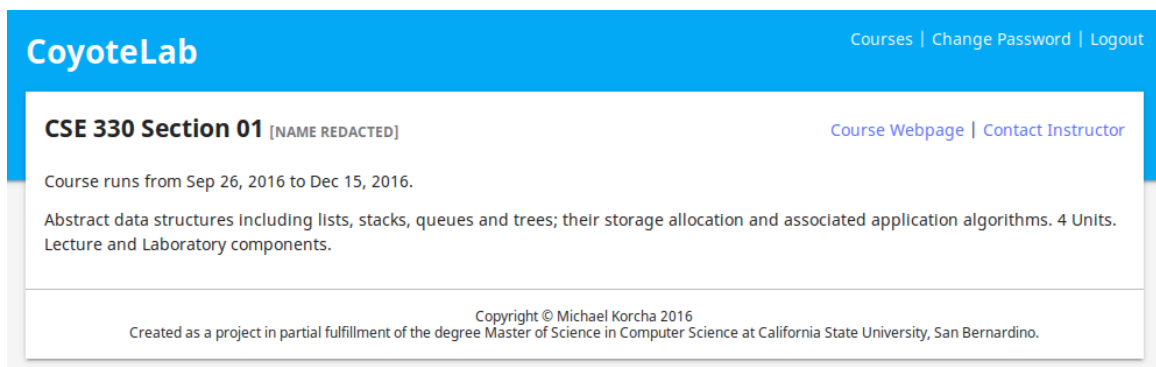 CoyoteLab
Courses | Change Password | Logout
CSE 330 Section 01 [NAME REDACTED]
Course Webpage | Contact Instructor
Course runs from Sep 26, 2016 to Dec 15, 2016.
Abstract data structures including lists, stacks, queues and trees; their storage allocation and associated application algorithms. 4 Units.
Lecture and Laboratory components.
Copyright © Michael Korcha 2016
Created as a project in partial fulfillment of the degree Master of Science in Computer Science at California State University, San Bernardino.